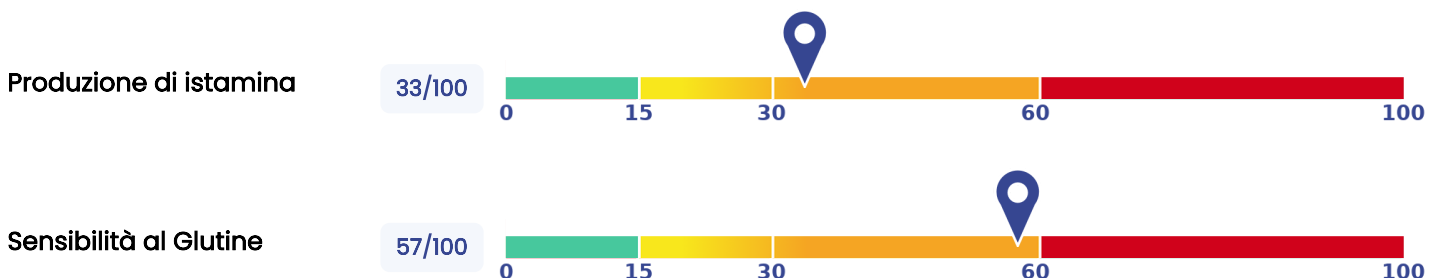 Produzione di istamina 33/100
0 15 30 60 100
Sensibilità al Glutine 57/100
0 15 30 60 100